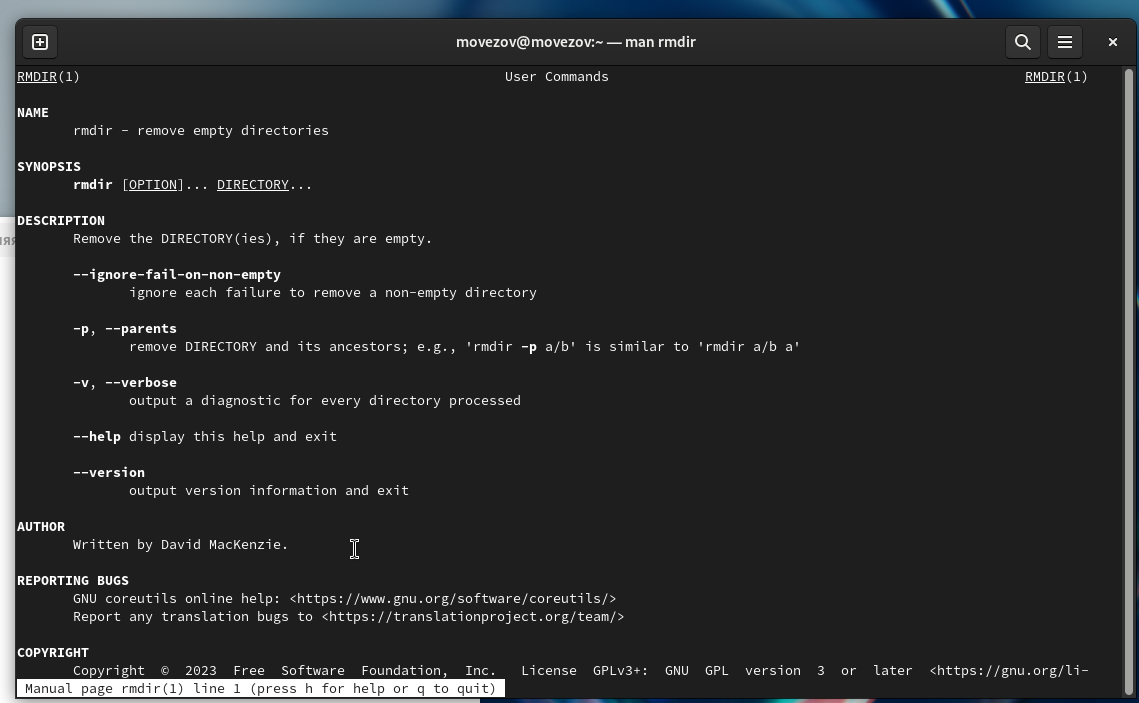 movezov@movezov:~ — man rmdir
RMDIR(1) User Commands RMDIR(1)
NAME
rmdir - remove empty directories
SYNOPSIS
rmdir [OPTION]... DIRECTORY...
DESCRIPTION
Remove the DIRECTORY(ies), if they are empty.
--ignore-fail-on-non-empty
ignore each failure to remove a non-empty directory
-p, --parents
remove DIRECTORY and its ancestors; e.g., 'rmdir -p a/b' is similar to 'rmdir a/b a'
-v, --verbose
output a diagnostic for every directory processed
--help display this help and exit
--version
output version information and exit
AUTHOR
Written by David MacKenzie.
REPORTING BUGS
GNU coreutils online help: <https://www.gnu.org/software/coreutils/>
Report any translation bugs to <https://translationproject.org/team/>
COPYRIGHT
Copyright © 2023 Free Software Foundation, Inc. License GPLv3+: GNU GPL version 3 or later <https://gnu.org/li-
Manual page rmdir(1) line 1 (press h for help or q to quit)